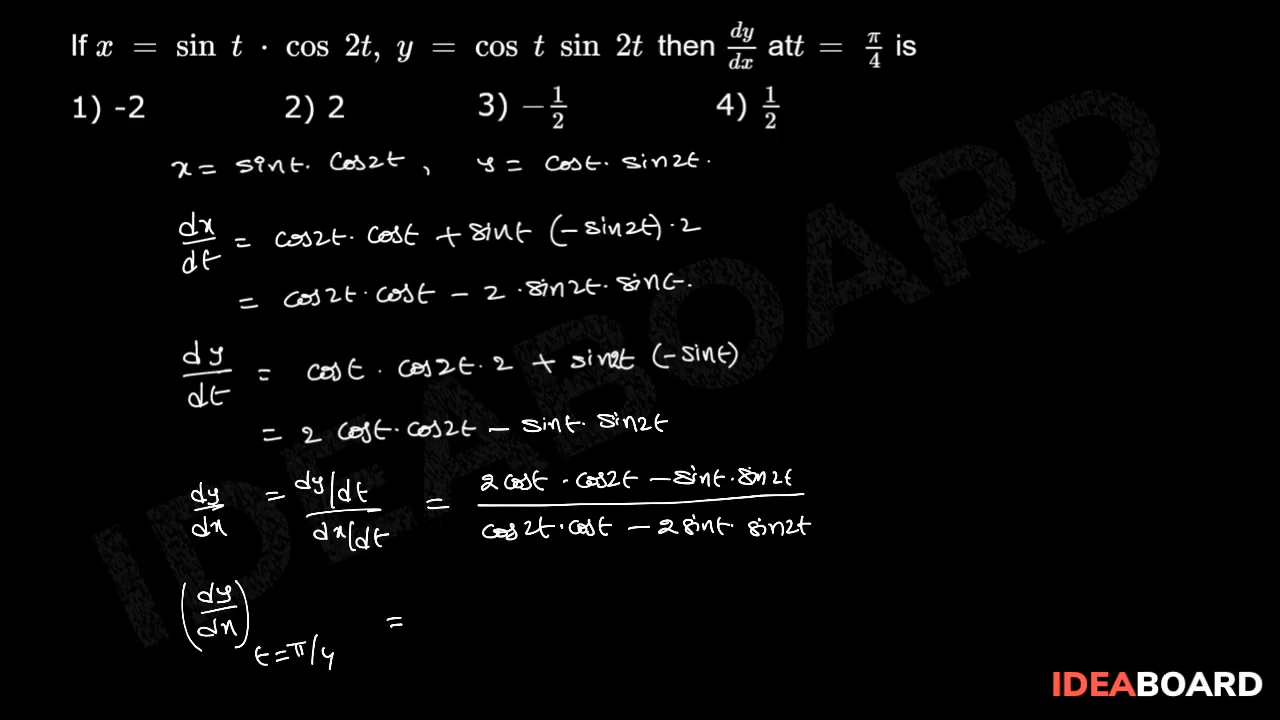 If x = sin t · cos 2t, y = cos t sin 2t then dy/dx at t = π/4 is
1) -2 2) 2 3) −1/2 4) 1/2
x = sint. cos2t, y = cost. sin2t.
dx/dt = cos2t. cost + sint (-sin2t).2
= cos2t. cost - 2. sin2t. sint.
dy/dt = cost. cos2t.2 + sin2t (-sint)
= 2 cost. cos2t - sint. sin2t
dy/dx = dy/dt / dx/dt = 2cost. cos2t - sint. sin2t / cos2t. cost - 2 sint. sin2t
(dy/dx) t=π/4 =
IDEABOARD
IDEABOARD